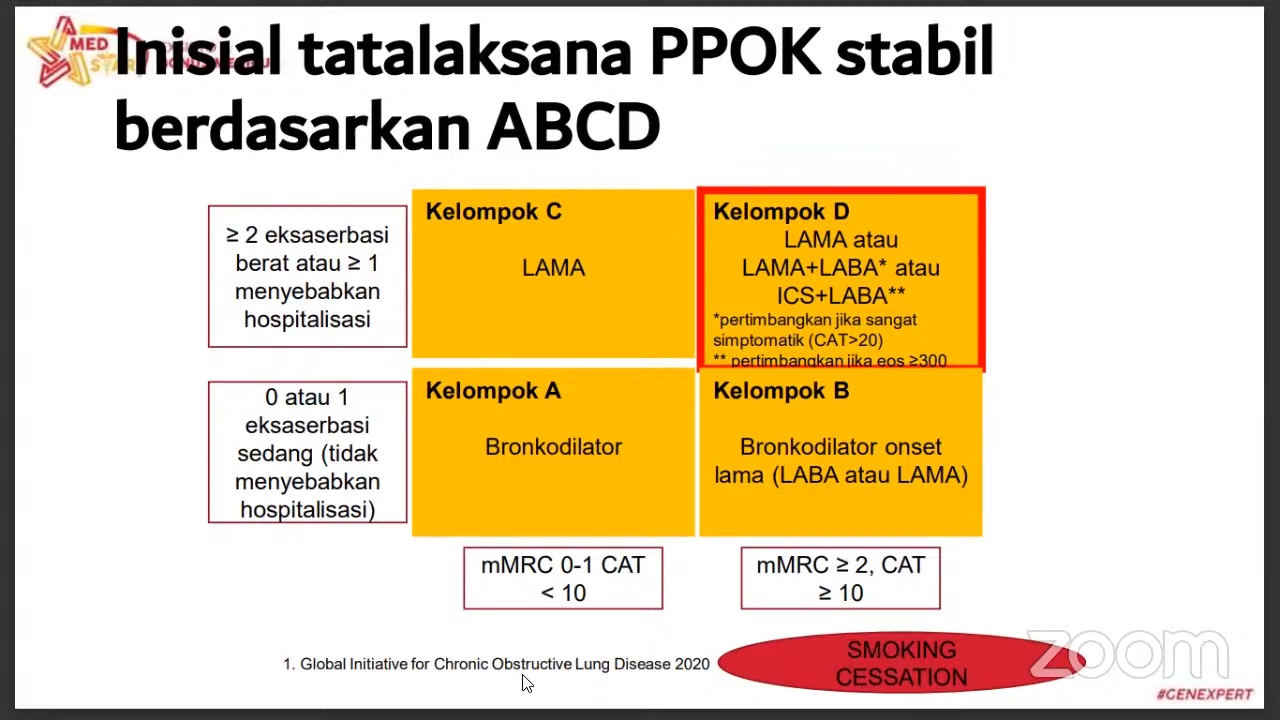 MED
Inisial tatalaksana PPOK stabil
berdasarkan ABCD
≥ 2 eksaserbasi
berat atau ≥ 1
menyebabkan
hospitalisasi
Kelompok C
LAMA
Kelompok D
LAMA atau
LAMA+LABA* atau
ICS+LABA**
*pertimbangkan jika sangat
simptomatik (CAT>20)
** pertimbangkan jika eos ≥300
0 atau 1
eksaserbasi
sedang (tidak
menyebabkan
hospitalisasi)
Kelompok A
Bronkodilator
Kelompok B
Bronkodilator onset
lama (LABA atau LAMA)
mMRC 0-1 CAT
< 10
mMRC ≥ 2, CAT
≥ 10
1. Global Initiative for Chronic Obstructive Lung Disease 2020
SMOKING
CESSATION
zoom
#GENEXPERT